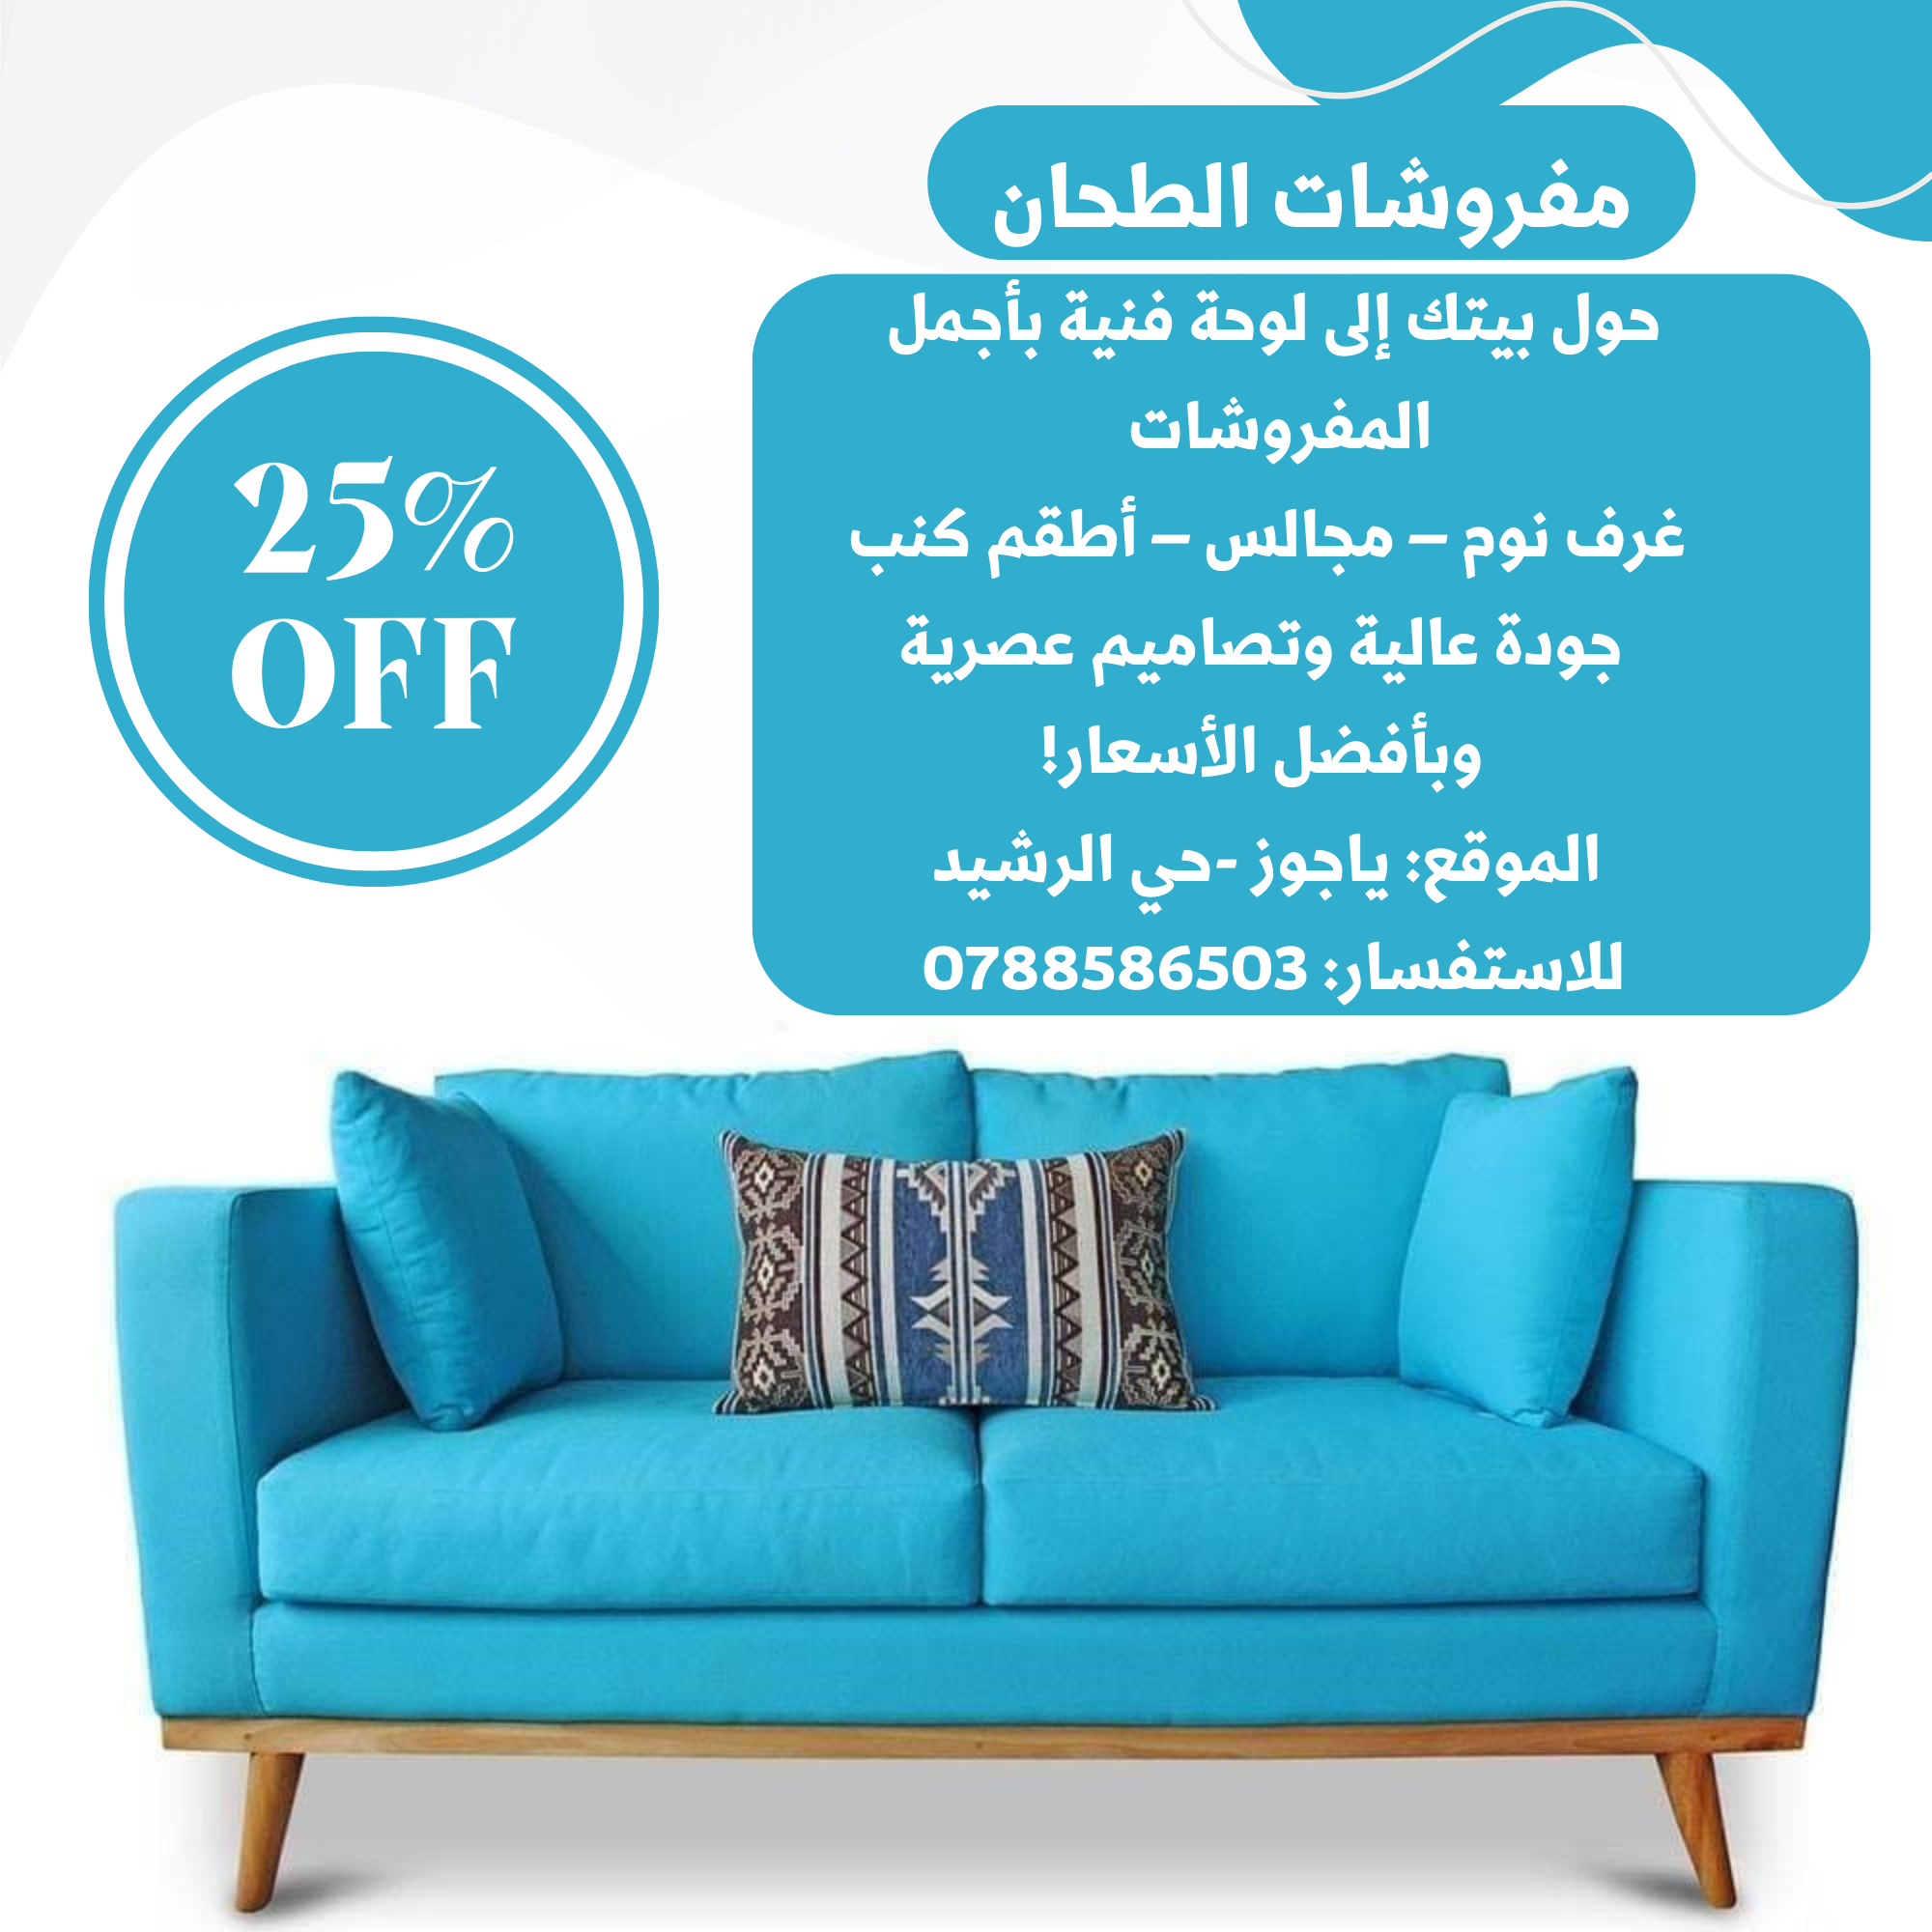 مفروشات الطحان
حول بيتك إلى لوحة فنية بأجمل
المفروشات
غرف نوم – مجالس – أطقم كنب
جودة عالية وتصاميم عصرية
وبأفضل الأسعار!
الموقع: ياجوز -حي الرشيد
للاستفسار: 0788586503
25%
OFF